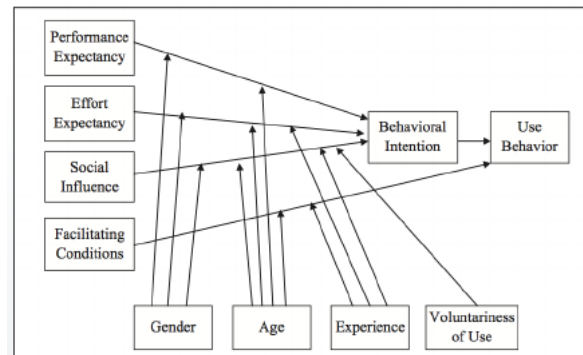 Performance
Expectancy
Effort
Expectancy
Social
Influence
Facilitating
Conditions
Behavioral
Intention
Use
Behavior
Gender
Age
Experience
Voluntariness
of Use